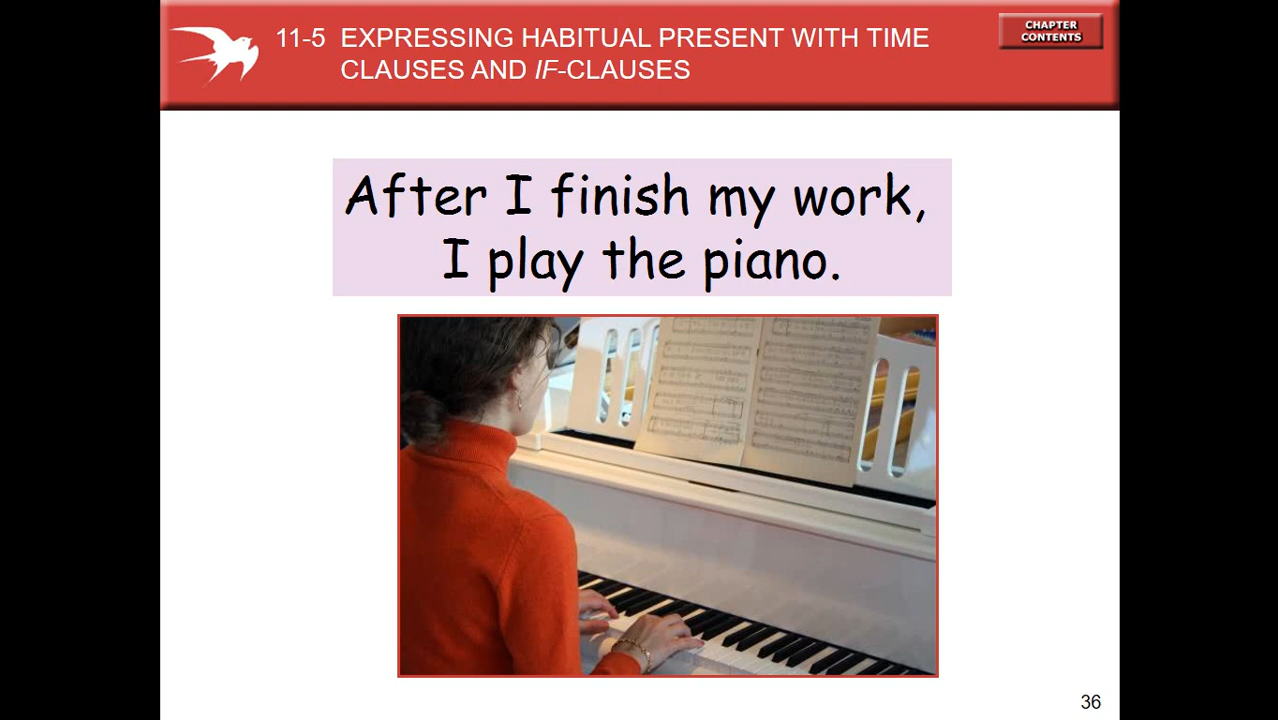 11-5 EXPRESSING HABITUAL PRESENT WITH TIME
CLAUSES AND IF-CLAUSES
CHAPTER
CONTENTS
After I finish my work,
I play the piano.
36